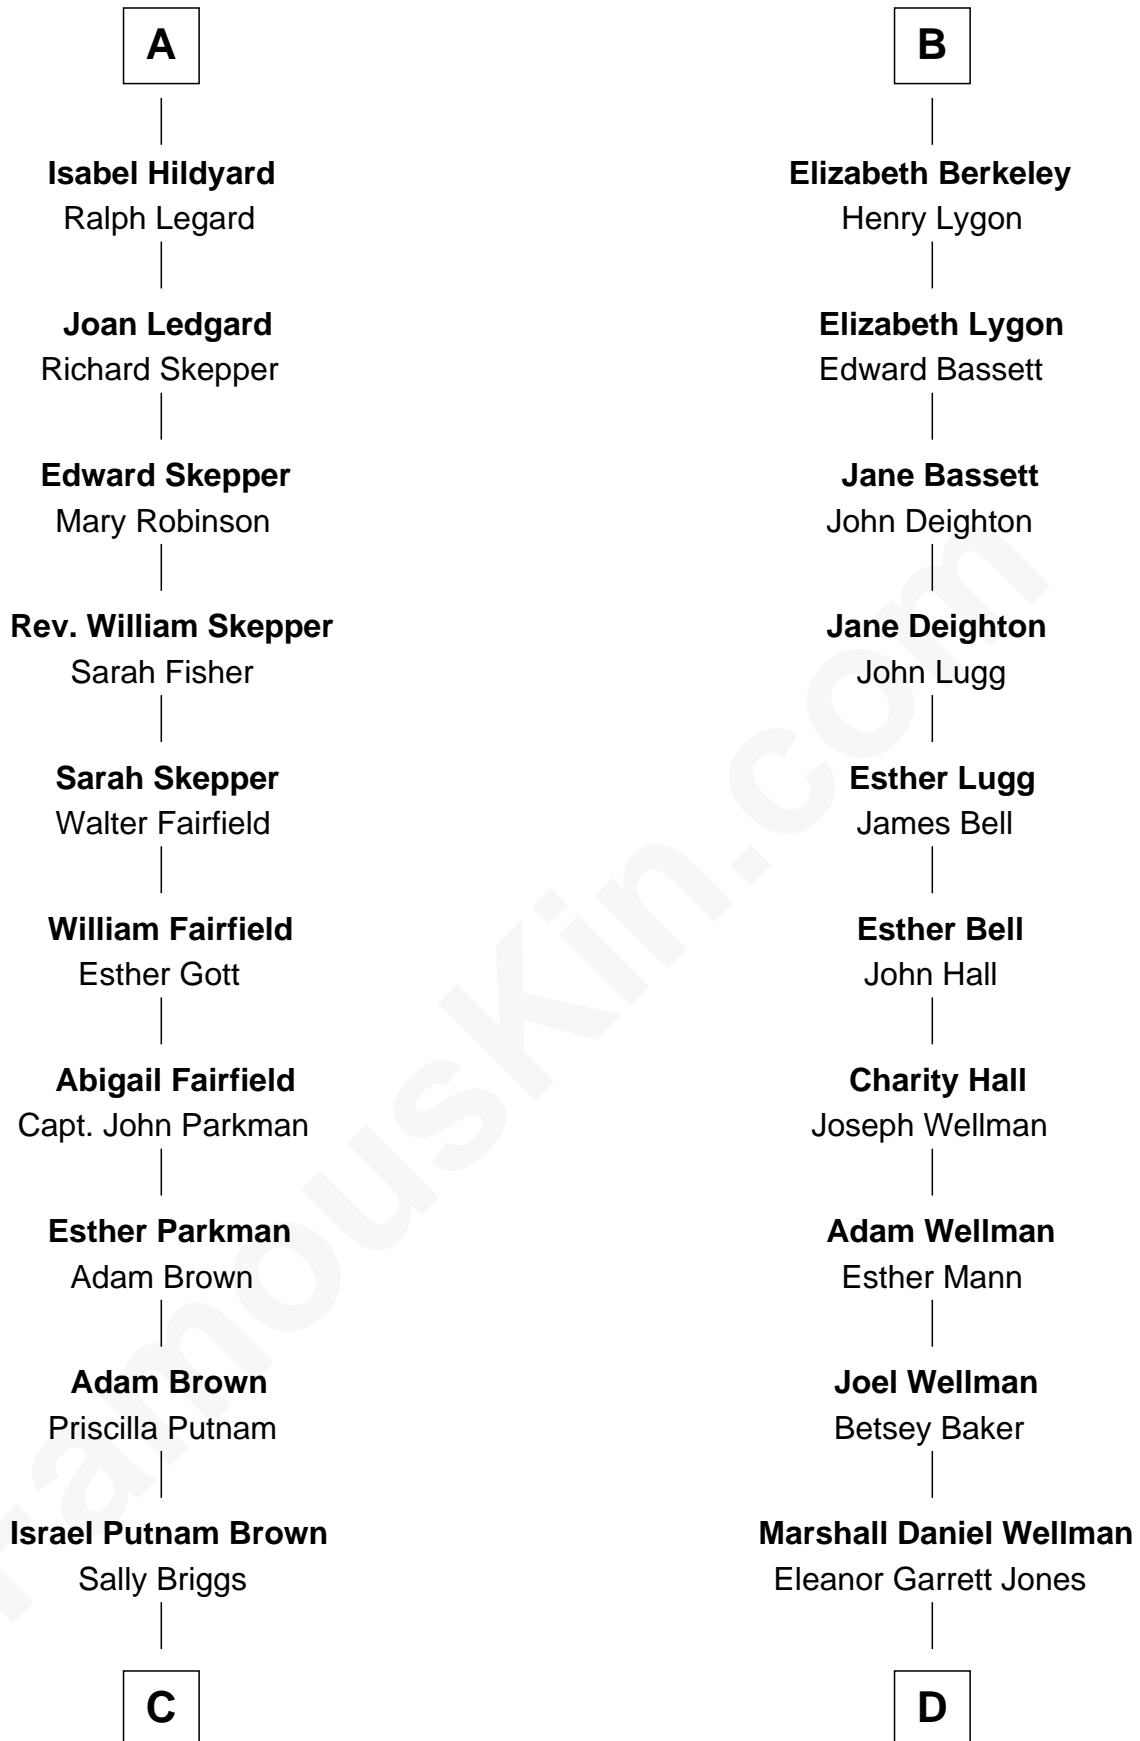 A
Isabel Hildyard
Ralph Legard
Joan Ledgard
Richard Skepper
Edward Skepper
Mary Robinson
Rev. William Skepper
Sarah Fisher
Sarah Skepper
Walter Fairfield
William Fairfield
Esther Gott
Abigail Fairfield
Capt. John Parkman
Esther Parkman
Adam Brown
Adam Brown
Priscilla Putnam
Israel Putnam Brown
Sally Briggs
C
B
Elizabeth Berkeley
Henry Lygon
Elizabeth Lygon
Edward Bassett
Jane Bassett
John Deighton
Jane Deighton
John Lugg
Esther Lugg
James Bell
Esther Bell
John Hall
Charity Hall
Joseph Wellman
Adam Wellman
Esther Mann
Joel Wellman
Betsey Baker
Marshall Daniel Wellman
Eleanor Garrett Jones
D
FamousKin.com